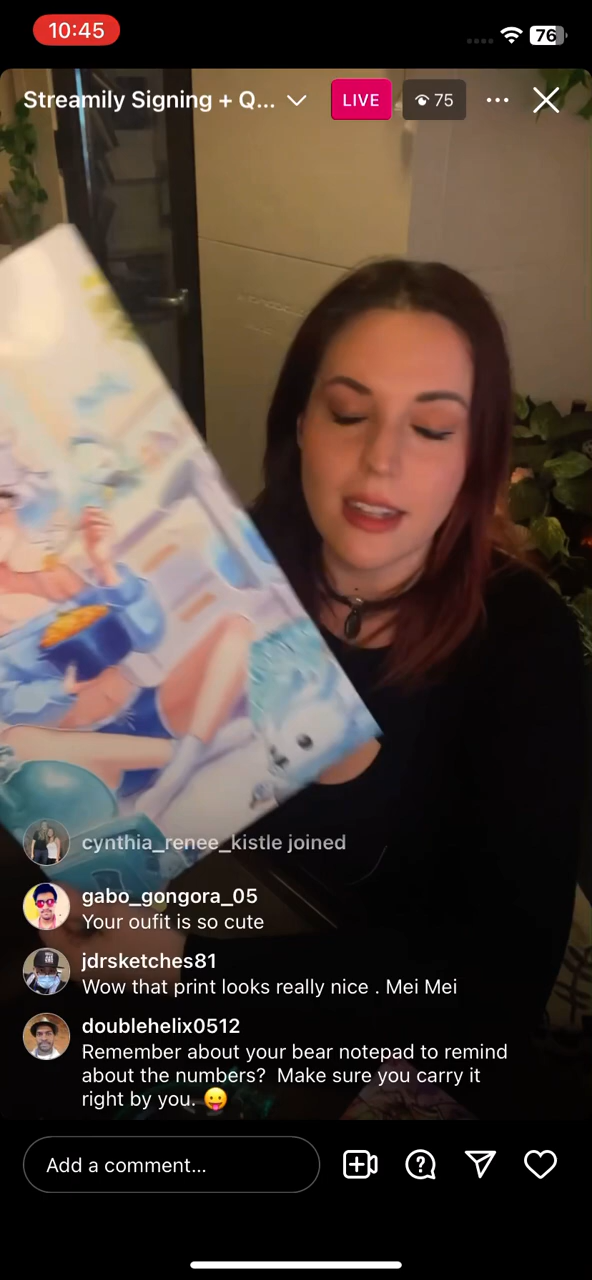 10:45
76
Streamily Signing + Q...
LIVE
75
cynthia_renee_kistle joined
gabo_gongora_05
Your oufit is so cute
jdrsketches81
Wow that print looks really nice . Mei Mei
doublehelix0512
Remember about your bear notepad to remind
about the numbers?  Make sure you carry it
right by you. 😛
Add a comment...